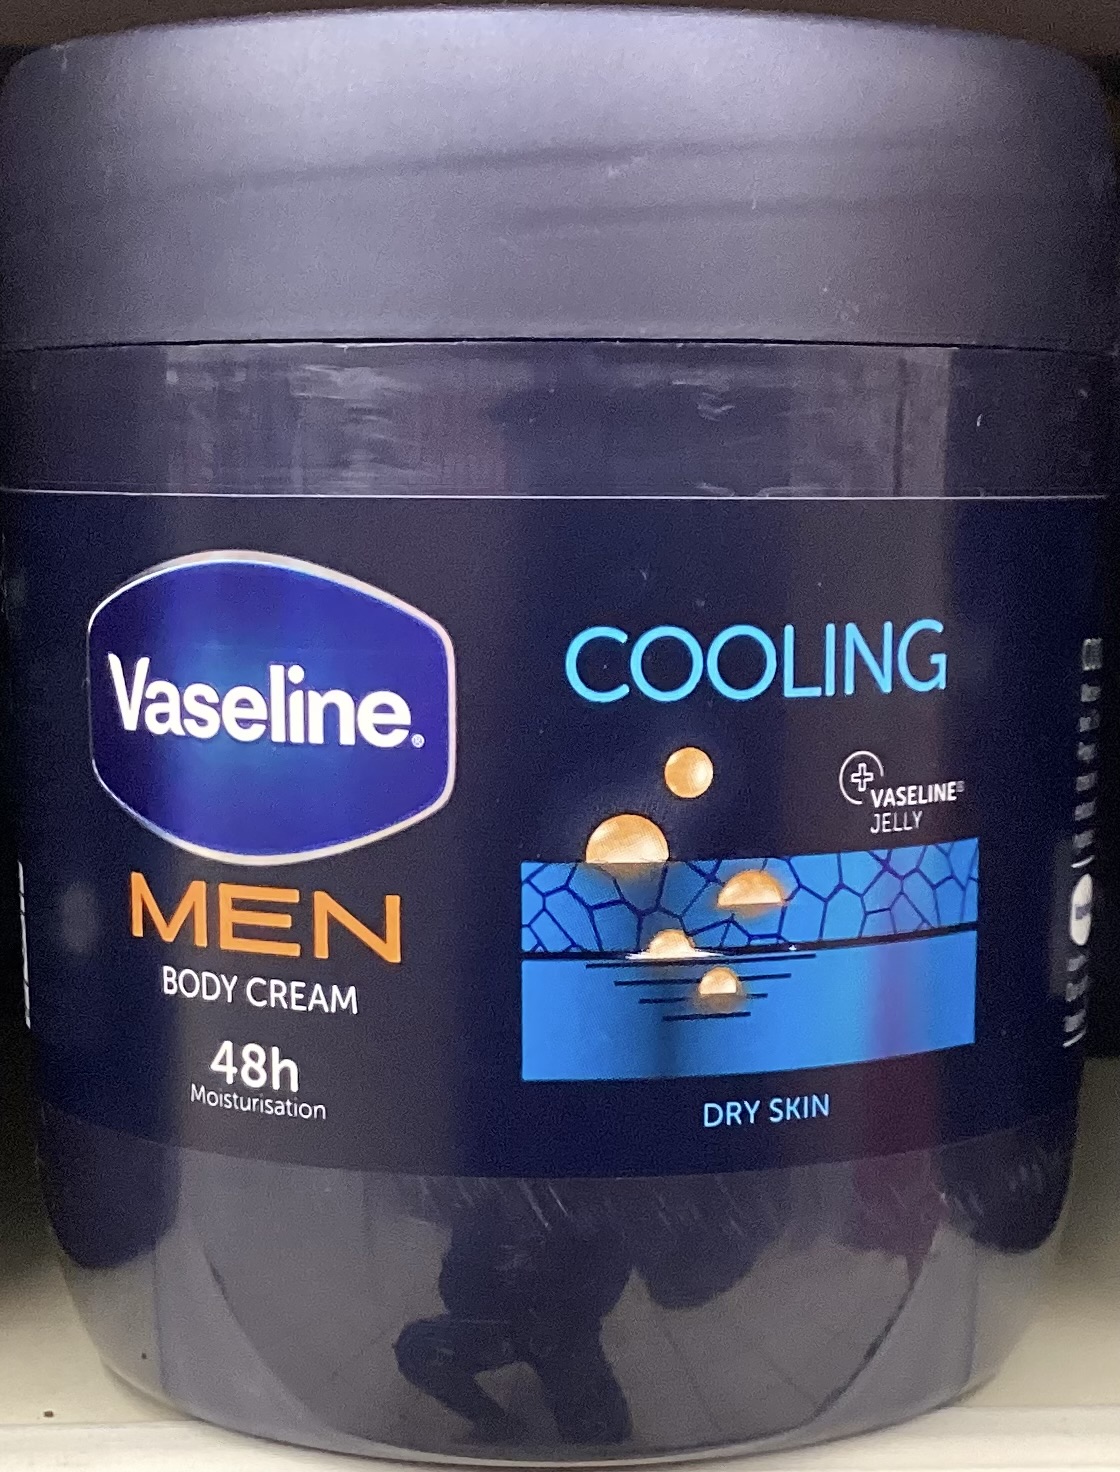 Vaseline®
MEN
BODY CREAM
48h
Moisturisation
COOLING
VASELINE®
JELLY
DRY SKIN